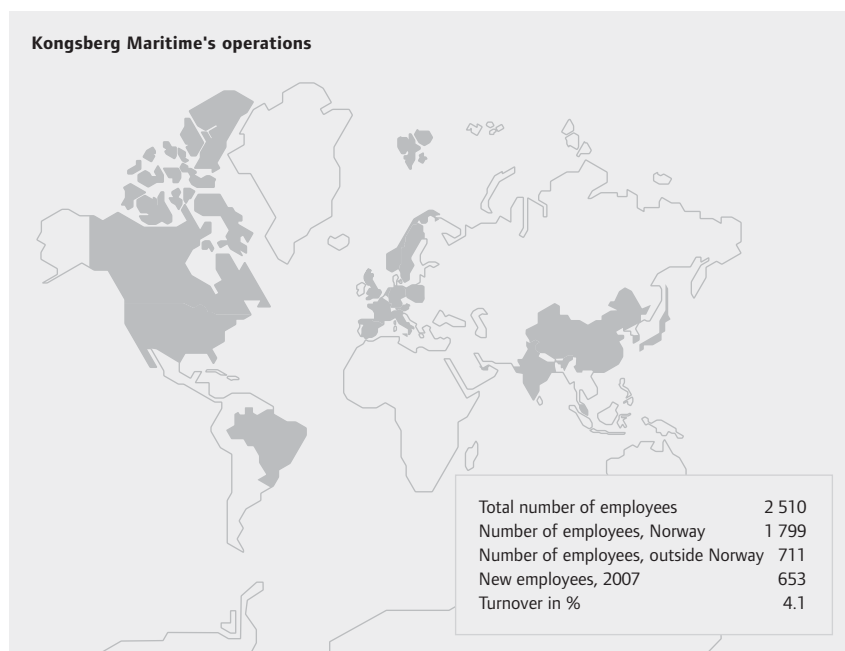 Kongsberg Maritime's operations
Total number of employees 2 510
Number of employees, Norway 1 799
Number of employees, outside Norway 711
New employees, 2007 653
Turnover in % 4.1